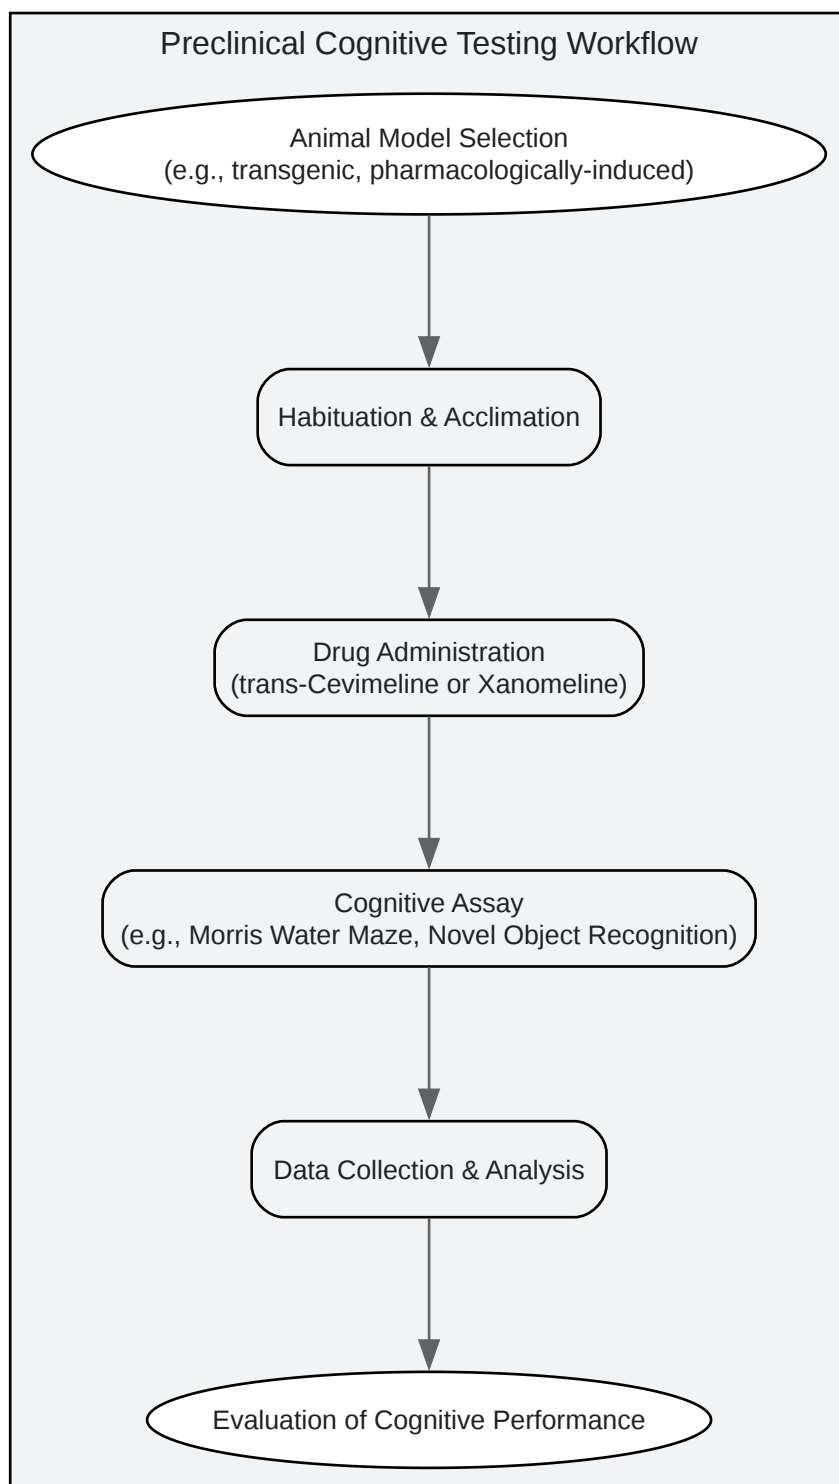 Preclinical Cognitive Testing Workflow
Animal Model Selection
(e.g., transgenic, pharmacologically-induced)
Habituation & Acclimation
Drug Administration
(trans-Cevimeline or Xanomeline)
Cognitive Assay
(e.g., Morris Water Maze, Novel Object Recognition)
Data Collection & Analysis
Evaluation of Cognitive Performance